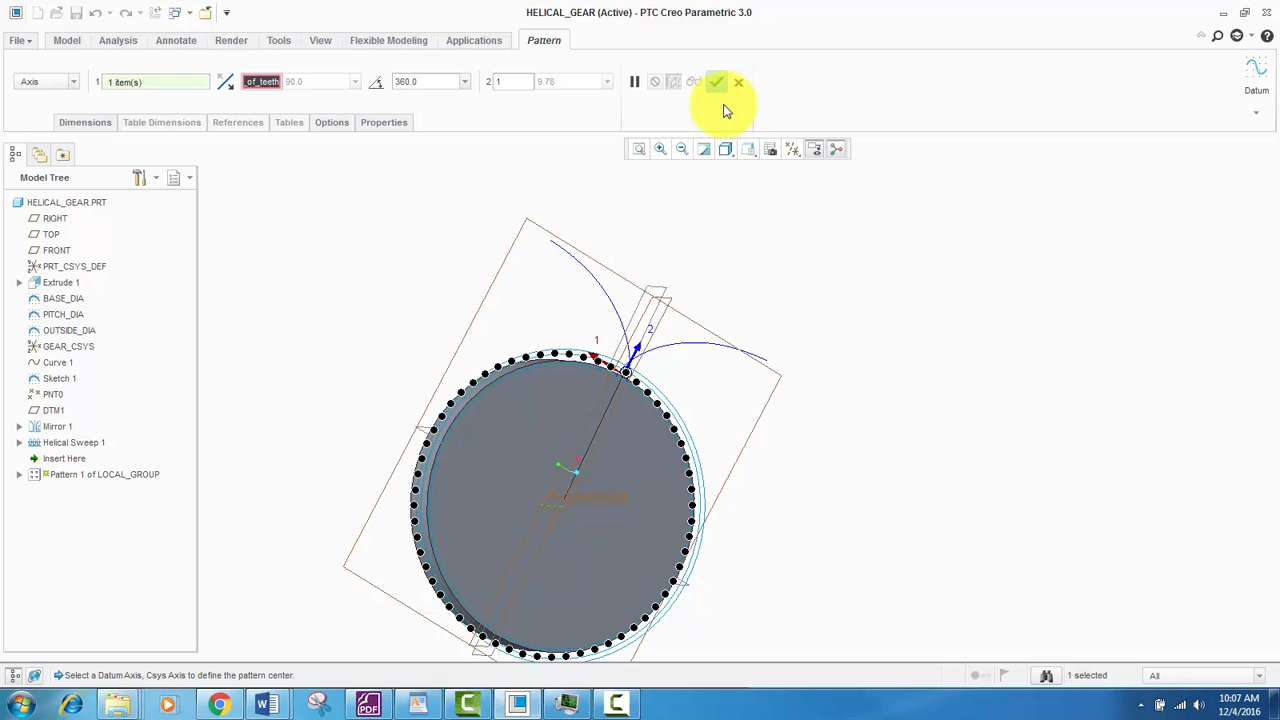 HELICAL_GEAR (Active) - PTC Creo Parametric 3.0
File Model Analysis Annotate Render Tools View Flexible Modeling Applications Pattern
Axis 1 1 item(s) of_teeth 90.0 360.0 2 1 9.78
Datum
Dimensions Table Dimensions References Tables Options Properties
Model Tree
HELICAL_GEAR.PRT
RIGHT
TOP
FRONT
PRT_CSYS_DEF
Extrude 1
BASE_DIA
PITCH_DIA
OUTSIDE_DIA
GEAR_CSYS
Curve 1
Sketch 1
PNT0
DTM1
Mirror 1
Helical Sweep 1
Insert Here
Pattern 1 of LOCAL_GROUP
2
1
Select a Datum Axis, Csys Axis to define the pattern center.
1 selected
All
10:07 AM
12/4/2016